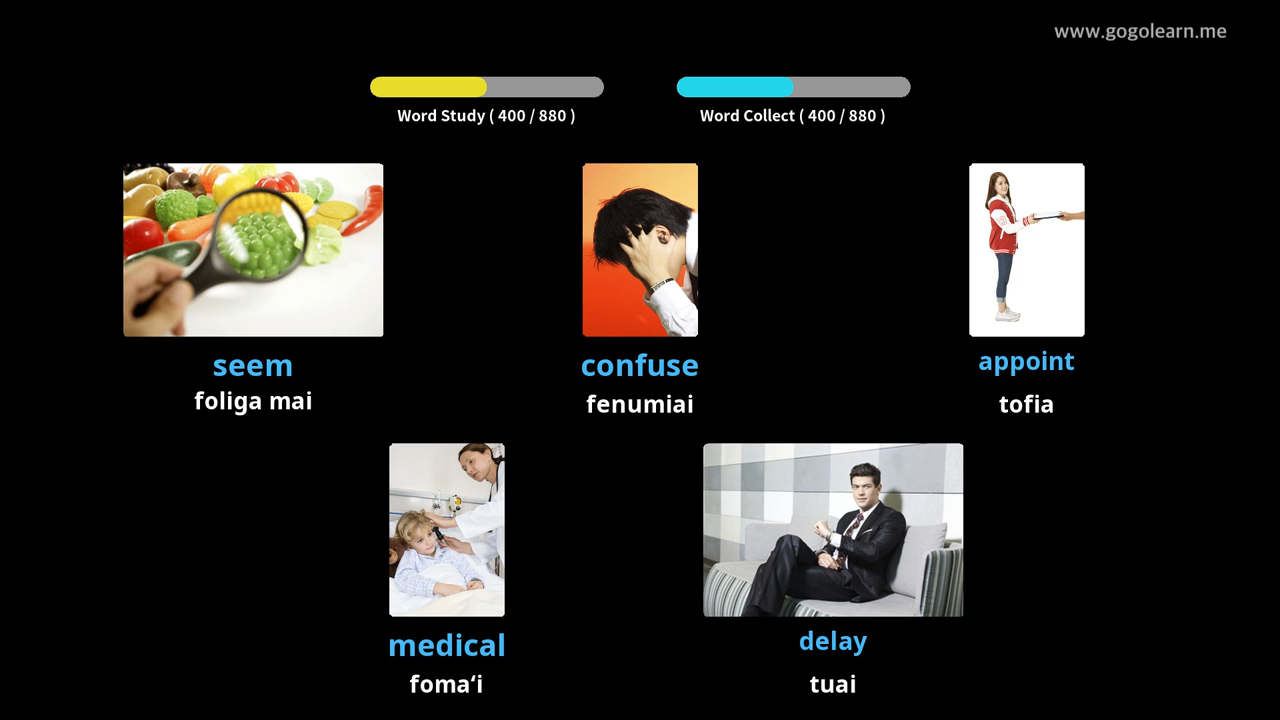 www.gogolearn.me
Word Study ( 400 / 880 )
Word Collect ( 400 / 880 )
seem
foliga mai
confuse
fenumiai
appoint
tofia
medical
fomaʻi
delay
tuai